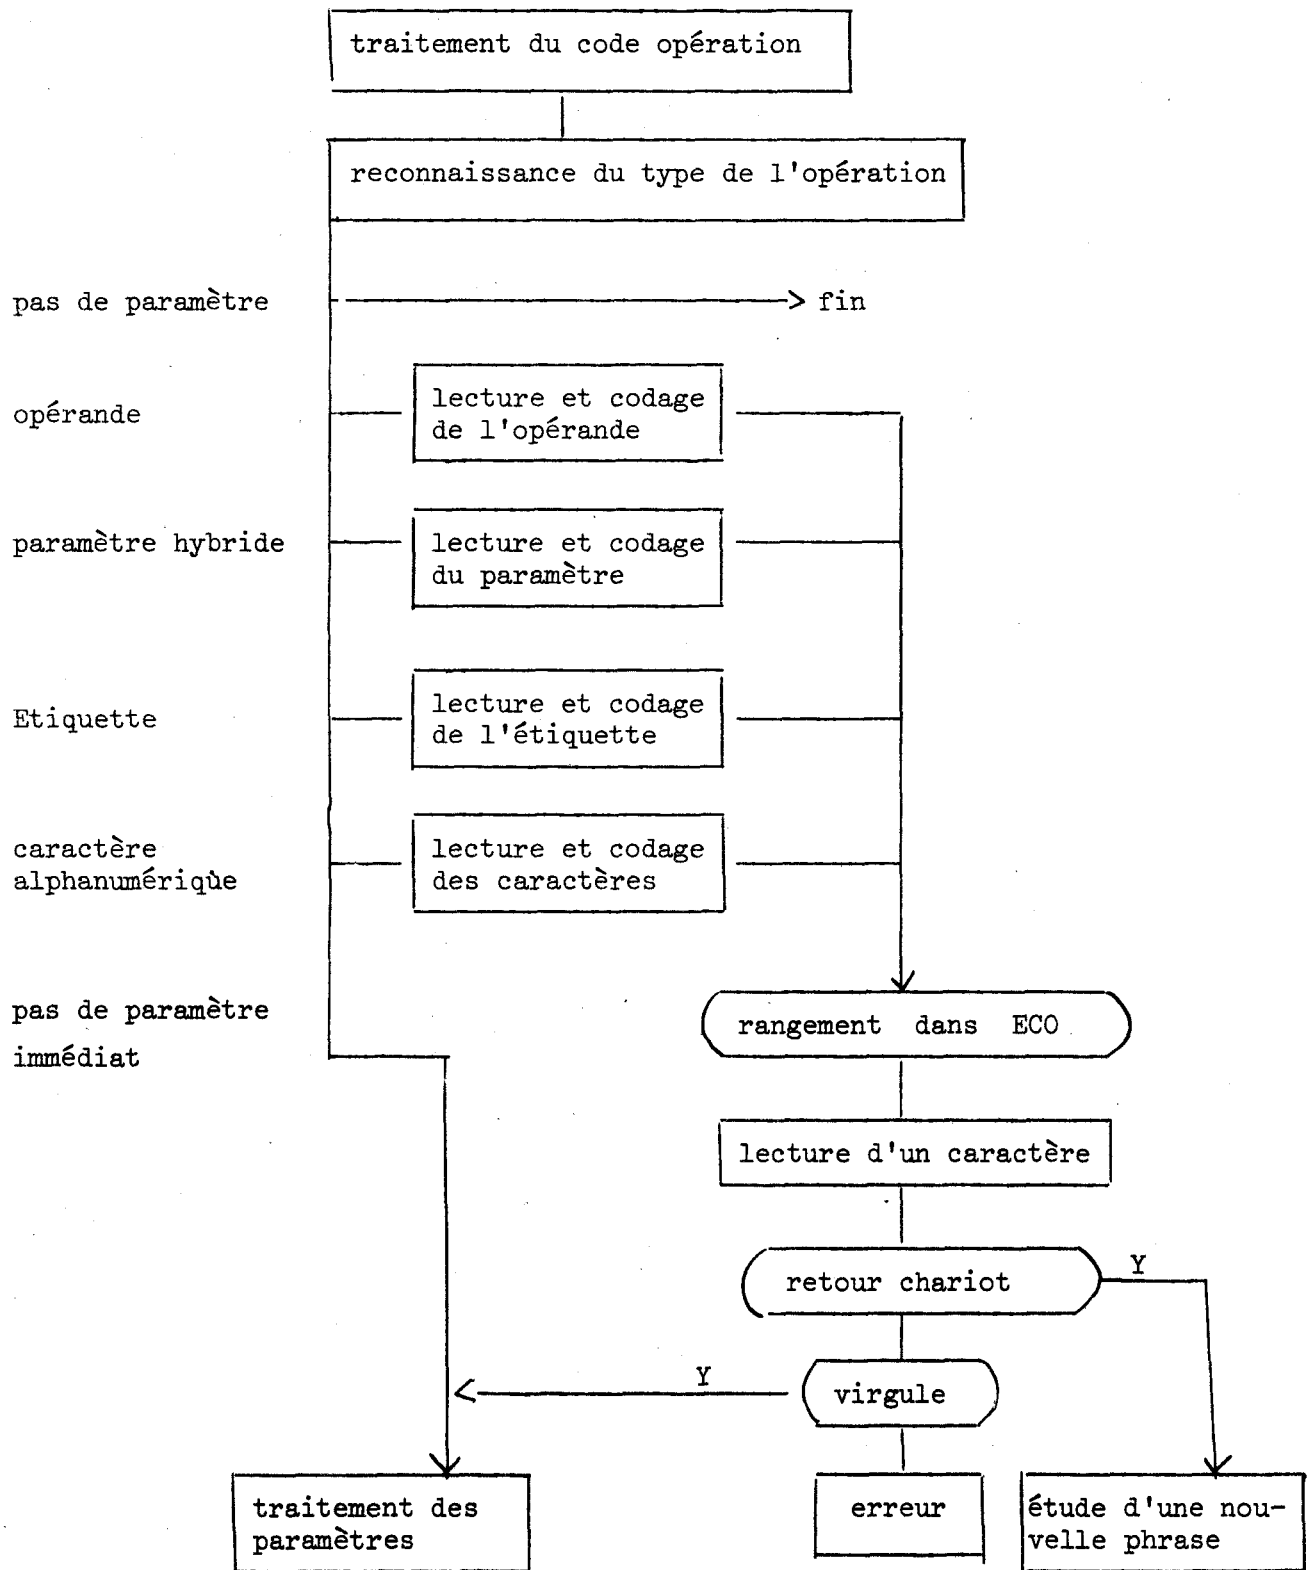 traitement du code opération
reconnaissance du type de l'opération
pas de paramètre
fin
opérande
lecture et codage
de l'opérande
paramètre hybride
lecture et codage
du paramètre
Etiquette
lecture et codage
de l'étiquette
caractère
alphanumérique
lecture et codage
des caractères
pas de paramètre
immédiat
rangement dans ECO
lecture d'un caractère
retour chariot
Y
virgule
Y
traitement des
paramètres
erreur
étude d'une nou-
velle phrase